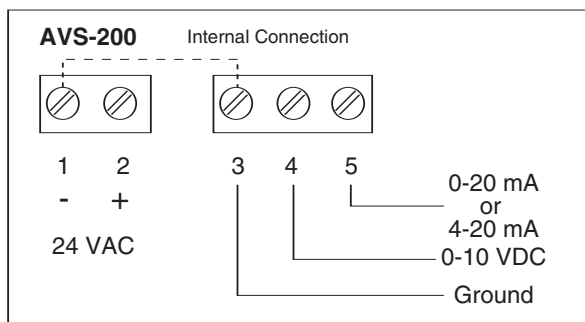 AVS-200 Internal Connection
1 2 3 4 5
- +
24 VAC
0-20 mA
or
4-20 mA
0-10 VDC
Ground